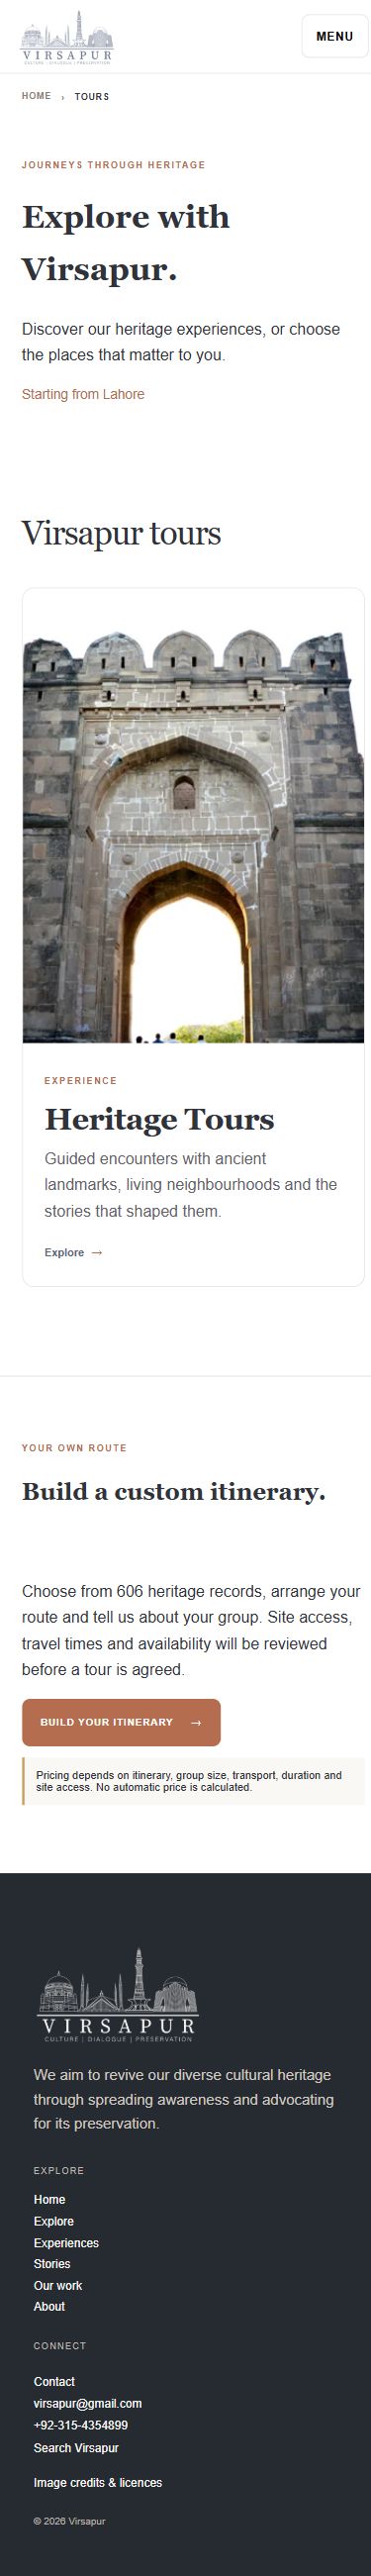 VIRSAPUR
CULTURE | DIALOGUE | PRESERVATION
MENU
HOME › TOURS
JOURNEYS THROUGH HERITAGE
Explore with
Virsapur.
Discover our heritage experiences, or choose
the places that matter to you.
Starting from Lahore
Virsapur tours
EXPERIENCE
Heritage Tours
Guided encounters with ancient
landmarks, living neighbourhoods and the
stories that shaped them.
Explore →
YOUR OWN ROUTE
Build a custom itinerary.
Choose from 606 heritage records, arrange your
route and tell us about your group. Site access,
travel times and availability will be reviewed
before a tour is agreed.
BUILD YOUR ITINERARY →
Pricing depends on itinerary, group size, transport, duration and
site access. No automatic price is calculated.
VIRSAPUR
CULTURE | DIALOGUE | PRESERVATION
We aim to revive our diverse cultural heritage
through spreading awareness and advocating
for its preservation.
EXPLORE
Home
Explore
Experiences
Stories
Our work
About
CONNECT
Contact
virsapur@gmail.com
+92-315-4354899
Search Virsapur
Image credits & licences
© 2026 Virsapur